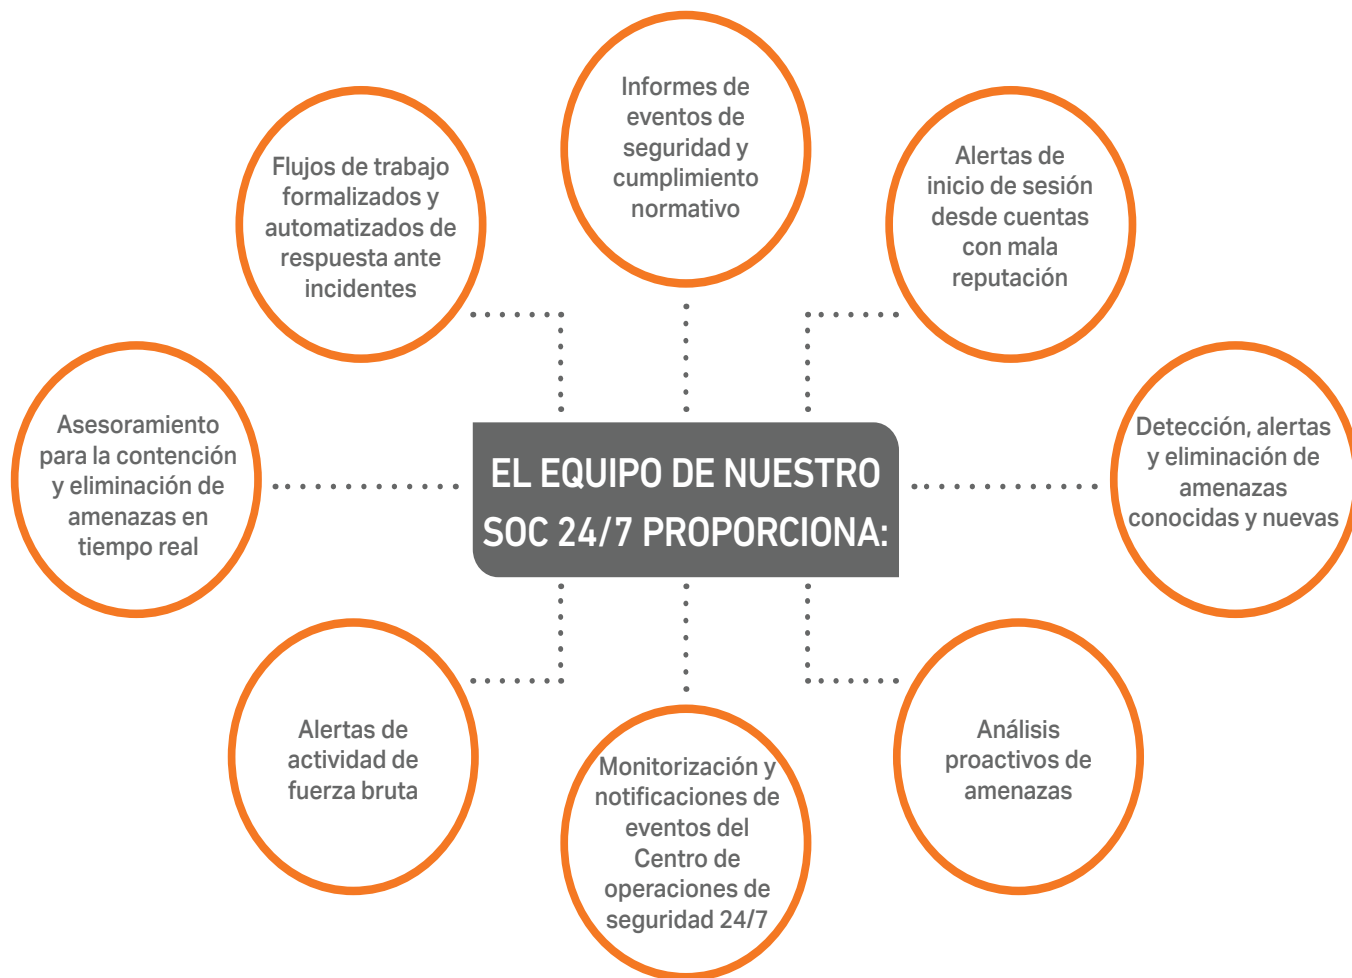 Informes de
eventos de
seguridad y
cumplimiento
normativo
Flujos de trabajo
formalizados y
automatizados de
respuesta ante
incidentes
Alertas de
inicio de sesión
desde cuentas
con mala
reputación
Asesoramiento
para la contención
y eliminación de
amenazas en
tiempo real
EL EQUIPO DE NUESTRO
SOC 24/7 PROPORCIONA:
Detección, alertas
y eliminación de
amenazas
conocidas y nuevas
Alertas de
actividad de
fuerza bruta
Monitorización y
notificaciones de
eventos del
Centro de
operaciones de
seguridad 24/7
Análisis
proactivos de
amenazas